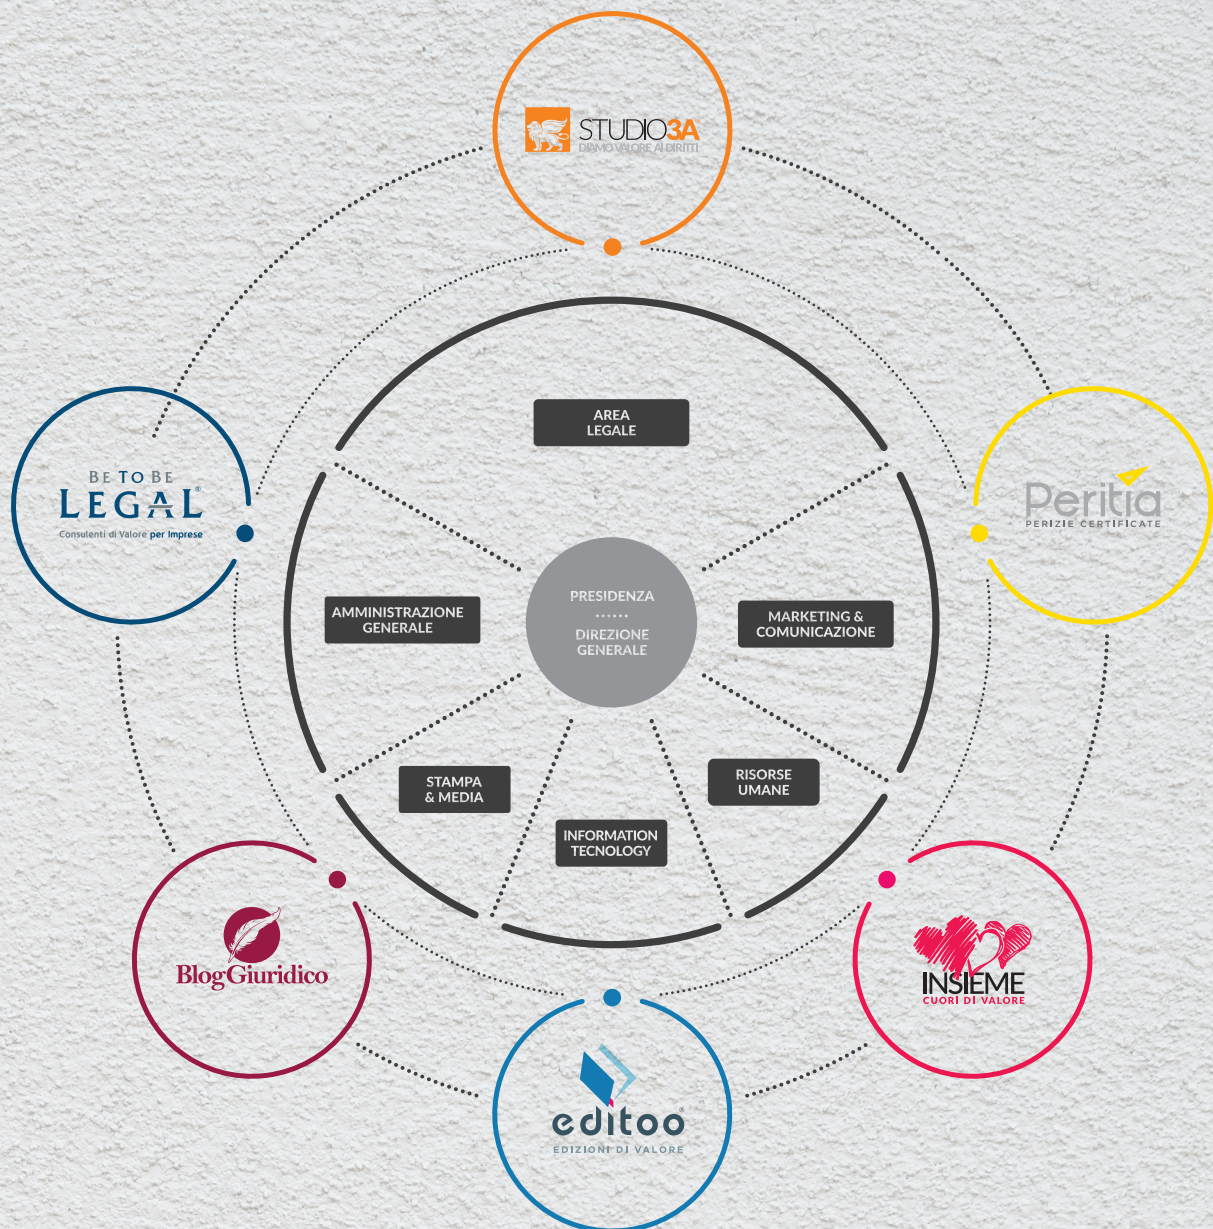 STUDIO3A
DIAMO VALORE AI DIRITTI
AREA
LEGALE
BE TO BE
LEGAL®
Consulenti di Valore per Imprese
Peritia
PERIZIE CERTIFICATE
PRESIDENZA
......
DIREZIONE
GENERALE
AMMINISTRAZIONE
GENERALE
MARKETING &
COMUNICAZIONE
STAMPA
& MEDIA
RISORSE
UMANE
INFORMATION
TECNOLOGY
BlogGiuridico
INSIEME
CUORI DI VALORE
editoo®
EDIZIONI DI VALORE